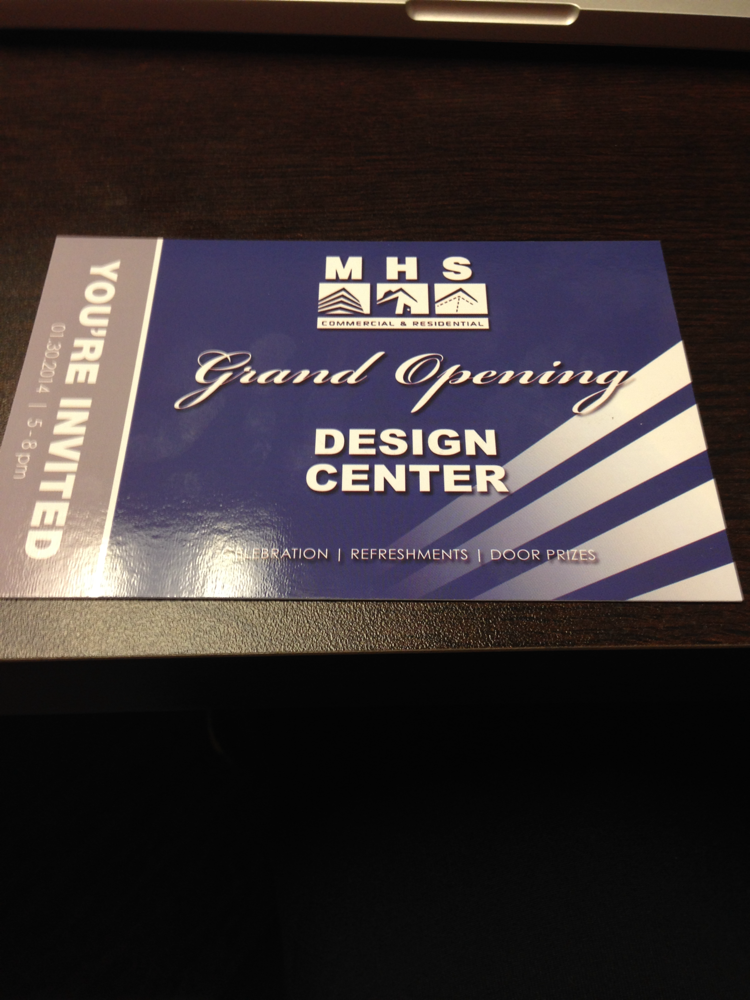 YOU'RE INVITED
01.30.2014 || 5 - 8 pm
MHS
COMMERCIAL & RESIDENTIAL
Grand Opening
DESIGN
CENTER
CELEBRATION | REFRESHMENTS | DOOR PRIZES